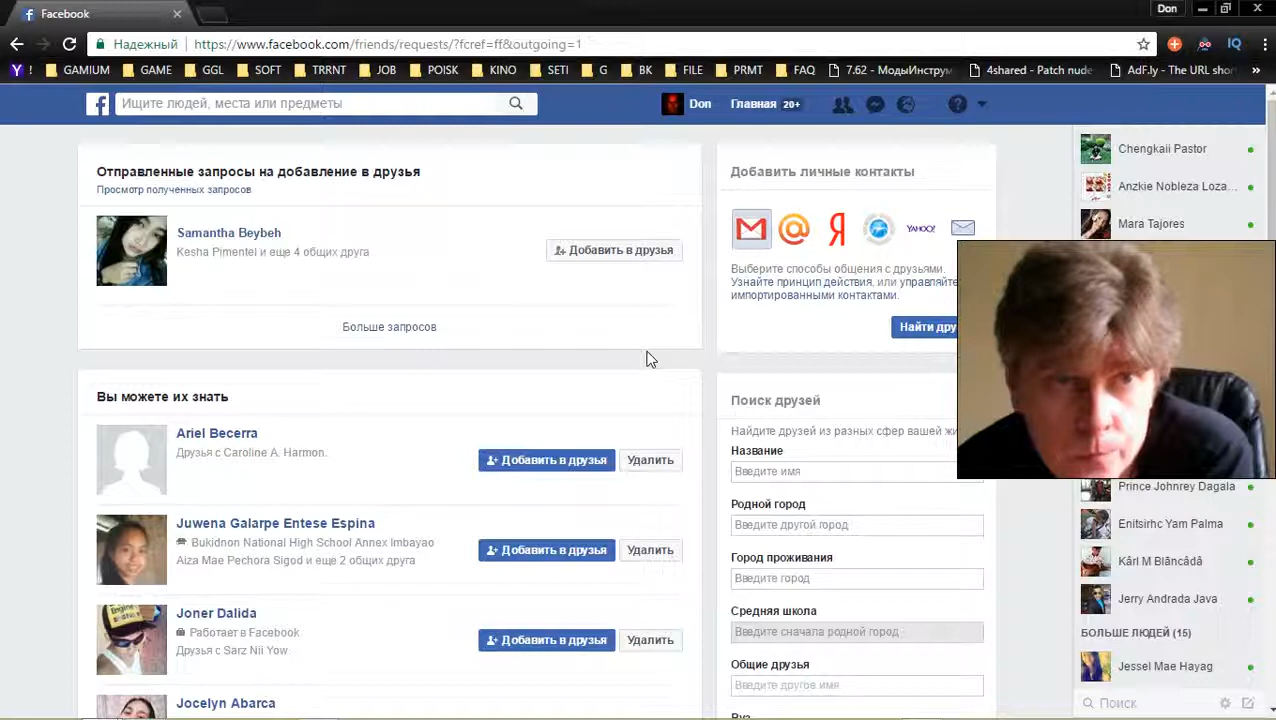 Facebook
Don
Надежный
https://www.facebook.com/friends/requests/?fcref=ff&outgoing=1
IQ
Y !
GAMIUM
GAME
GGL
SOFT
TRRNT
JOB
POISK
KINO
SETI
G
BK
FILE
PRMT
FAQ
7.62 - МодыИнструм
4shared - Patch nude
AdF.ly - The URL shor
»
Ищите людей, места или предметы
Don
Главная 20+
Отправленные запросы на добавление в друзья
Просмотр полученных запросов
Samantha Beybeh
Kesha Pimentel и еще 4 общих друга
Добавить в друзья
Больше запросов
Вы можете их знать
Ariel Becerra
Друзья с Caroline A. Harmon.
Добавить в друзья
Удалить
Juwena Galarpe Entese Espina
Bukidnon National High School Annex Imbayao
Aiza Mae Pechora Sigod и еще 2 общих друга
Добавить в друзья
Удалить
Joner Dalida
Работает в Facebook
Друзья с Sarz Nii Yow
Добавить в друзья
Удалить
Jocelyn Abarca
Добавить личные контакты
Я
YAHOO!
Выберите способы общения с друзьями.
Узнайте принцип действия, или управляйте
импортированными контактами.
Найти дру
Поиск друзей
Найдите друзей из разных сфер вашей жи
Название
Введите имя
Родной город
Введите другой город
Город проживания
Введите город
Средняя школа
Введите сначала родной город
Общие друзья
Введите другое имя
Вуз
Chengkaii Pastor
Anzkie Nobleza Loza...
Mara Tajores
Prince Johnrey Dagala
Enitsirhc Yam Palma
Kârl M Blãncâdâ
Jerry Andrada Java
БОЛЬШЕ ЛЮДЕЙ (15)
Jessel Mae Hayag
Поиск